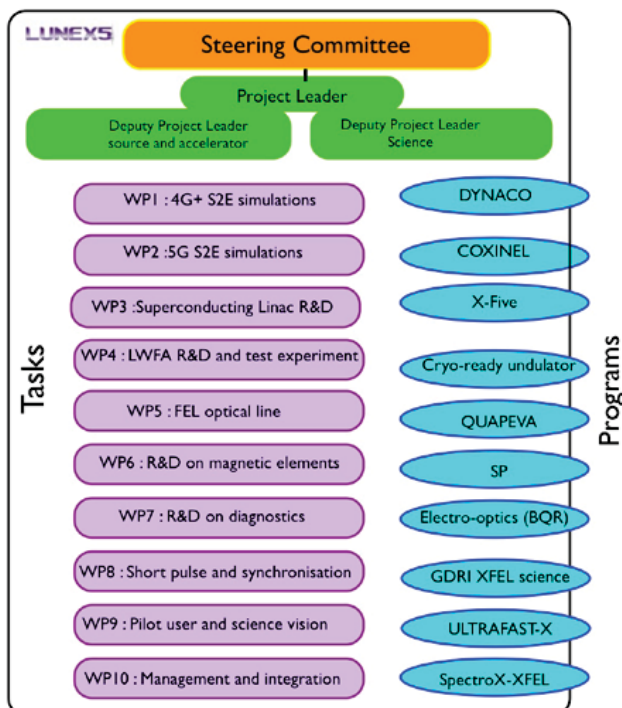 LUNEX5
Steering Committee
Project Leader
Deputy Project Leader
source and accelerator
Deputy Project Leader
Science
Tasks
WP1 : 4G+ S2E simulations
WP2 : 5G S2E simulations
WP3 :Superconducting Linac R&D
WP4 : LWFA R&D and test experiment
WP5 : FEL optical line
WP6 : R&D on magnetic elements
WP7 : R&D on diagnostics
WP8 : Short pulse and synchronisation
WP9 : Pilot user and science vision
WP10 : Management and integration
DYNACO
COXINEL
X-Five
Cryo-ready undulator
QUAPEVA
SP
Electro-optics (BQR)
GDRI XFEL science
ULTRAFAST-X
SpectroX-XFEL
Programs